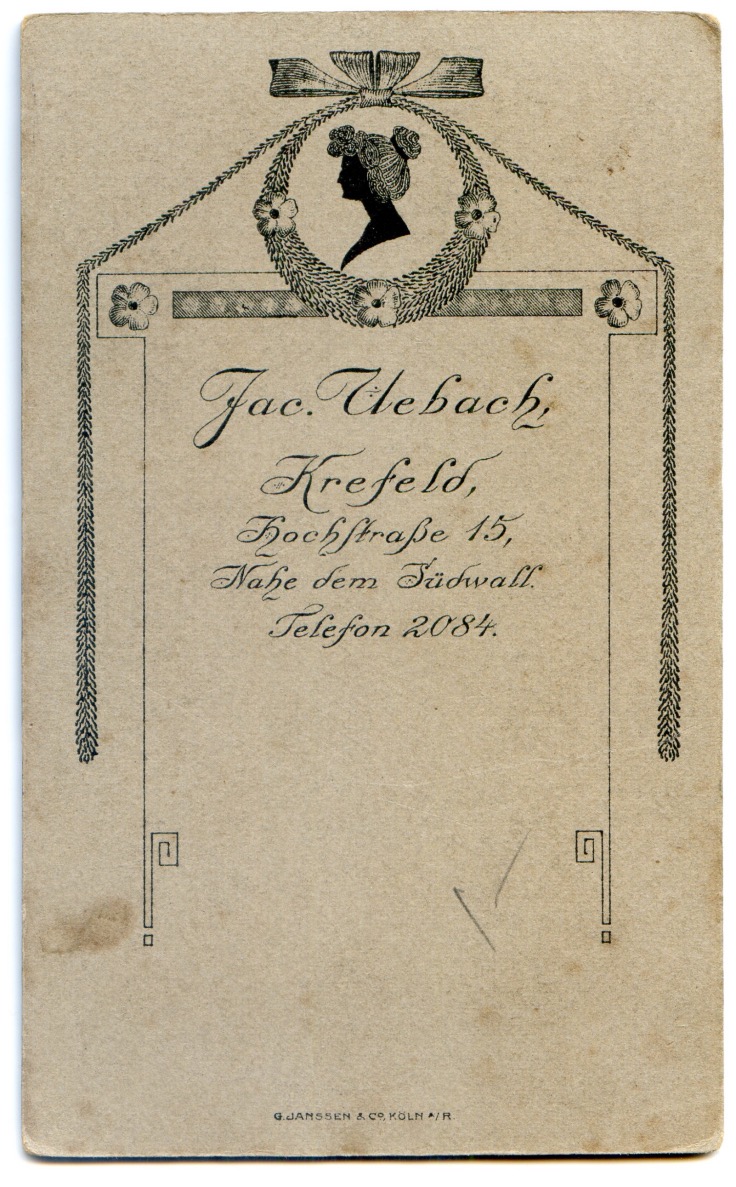 Jac. Uebach,
Krefeld,
Hochstraße 15,
Nahe dem Südwall.
Telefon 2084.
G. JANSSEN & Co, KÖLN A/R.